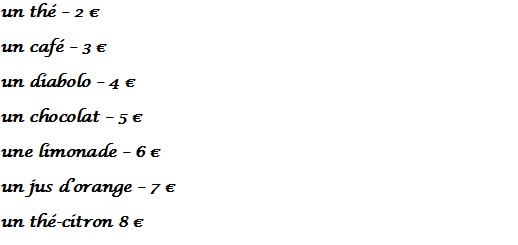 un thé – 2 €
un café – 3 €
un diabolo – 4 €
un chocolat – 5 €
une limonade – 6 €
un jus d'orange – 7 €
un thé-citron 8 €